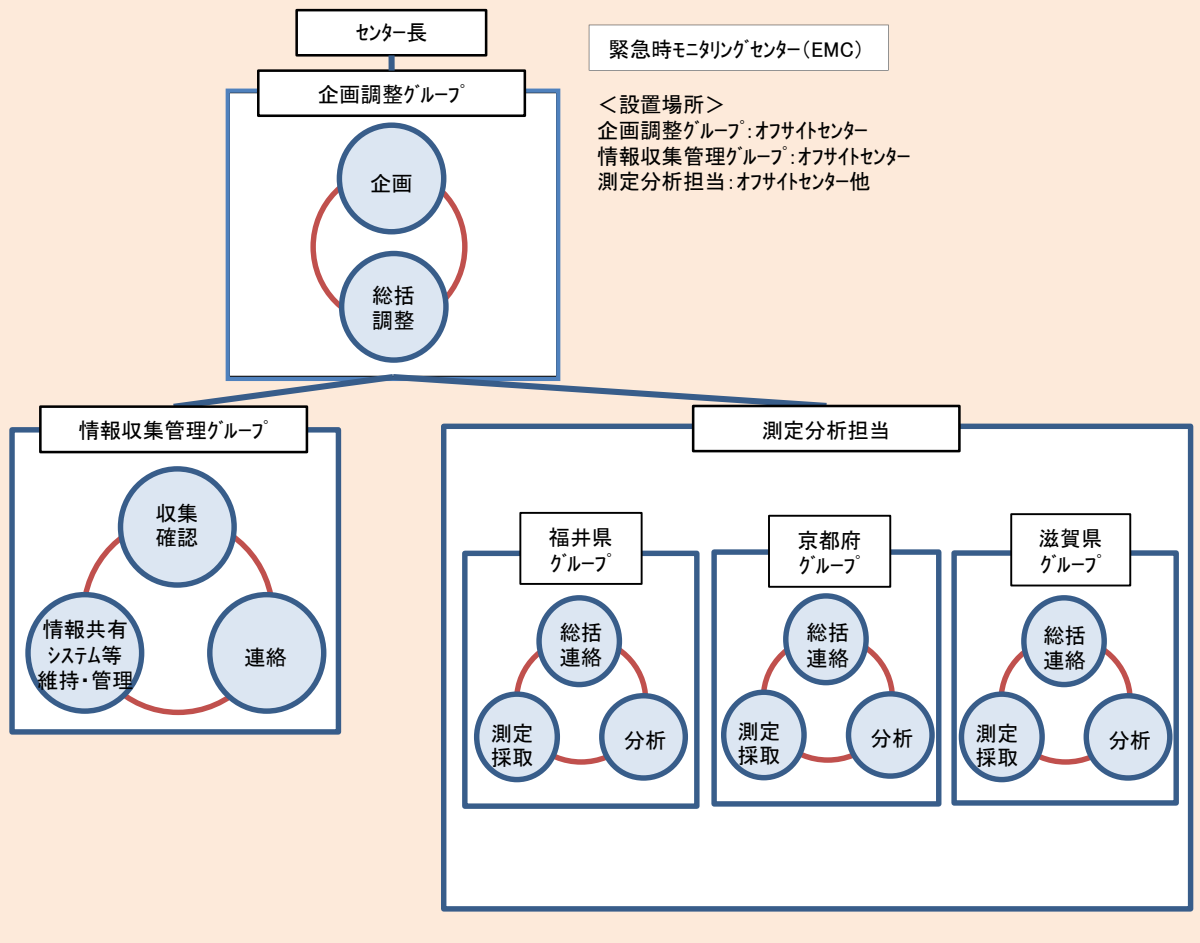 センター長
緊急時ﾓﾆﾀﾘﾝｸﾞｾﾝﾀｰ（EMC）
企画調整ｸﾞﾙｰﾌﾟ
＜設置場所＞
企画調整ｸﾞﾙｰﾌﾟ：ｵﾌｻｲﾄｾﾝﾀｰ
情報収集管理ｸﾞﾙｰﾌﾟ：ｵﾌｻｲﾄｾﾝﾀｰ
測定分析担当：ｵﾌｻｲﾄｾﾝﾀｰ他
企画
総括
調整
情報収集管理ｸﾞﾙｰﾌﾟ
収集
確認
情報共有
ｼｽﾃﾑ等
維持・管理
連絡
測定分析担当
福井県
ｸﾞﾙｰﾌﾟ
総括
連絡
測定
採取
分析
京都府
ｸﾞﾙｰﾌﾟ
総括
連絡
測定
採取
分析
滋賀県
ｸﾞﾙｰﾌﾟ
総括
連絡
測定
採取
分析